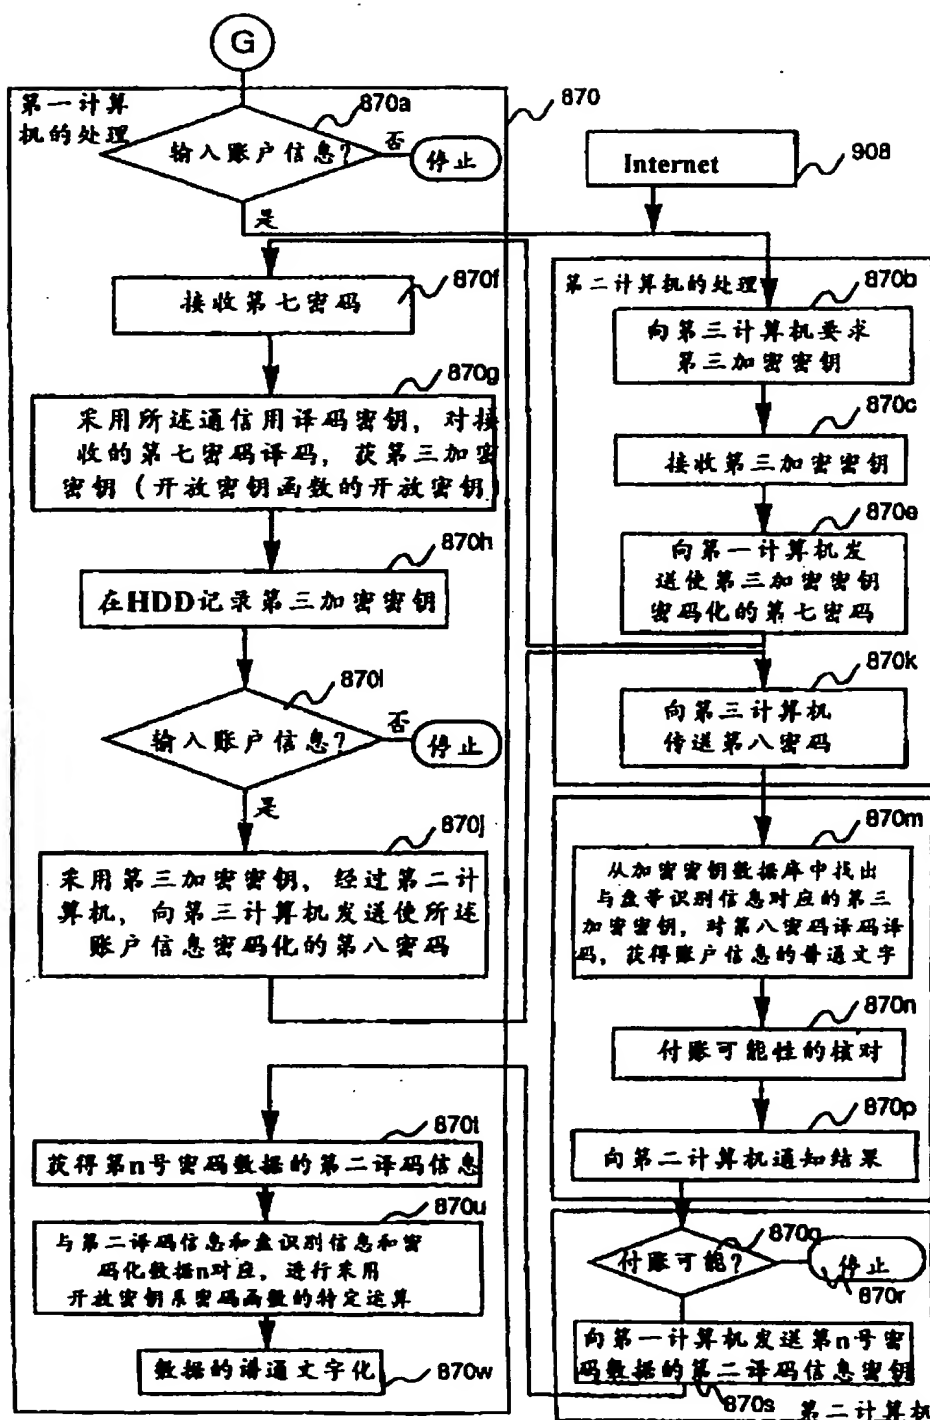 G
第一计算
机的处理
870a
870
输入账户信息?
否
停止
是
Internet
908
870f
接收第七密码
第二计算机的处理
870b
向第三计算机要求
第三加密密钥
870g
采用所述通信用译码密钥，对接
收的第七密码译码，获第三加密
密钥（开放密钥函数的开放密钥）
870c
接收第三加密密钥
870e
向第一计算机发
送使第三加密密钥
密码化的第七密码
870h
在HDD记录第三加密密钥
870i
输入账户信息?
否
停止
是
870k
向第三计算机
传送第八密码
870j
采用第三加密密钥，经过第二计
算机，向第三计算机发送使所述
账户信息密码化的第八密码
870m
从加密密钥数据库中找出
与盘等识别信息对应的第三
加密密钥，对第八密码译码译
码，获得账户信息的普通文字
870n
付账可能性的核对
870p
向第二计算机通知结果
870t
获得第n号密码数据的第二译码信息
870u
与第二译码信息和盘识别信息和密
码化数据n对应，进行采用
开放密钥系密码函数的特定运算
数据的普通文字化
870w
870q
付账可能?
停止
870r
向第一计算机发送第n号密
码数据的第二译码信息密钥
870s
第二计算机